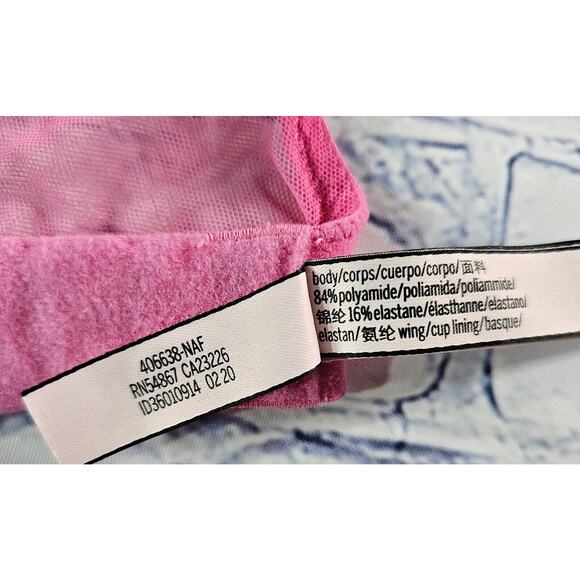 406638-NAF
RN54867 CA23226
ID36010914 02 20
body/corps/cuerpo/corpo/面料
84%polyamide/poliamida/poliammide/
锦纶 16% elastane/élasthanne/elastano/
elastan/氨纶 wing/cup lining/basque/